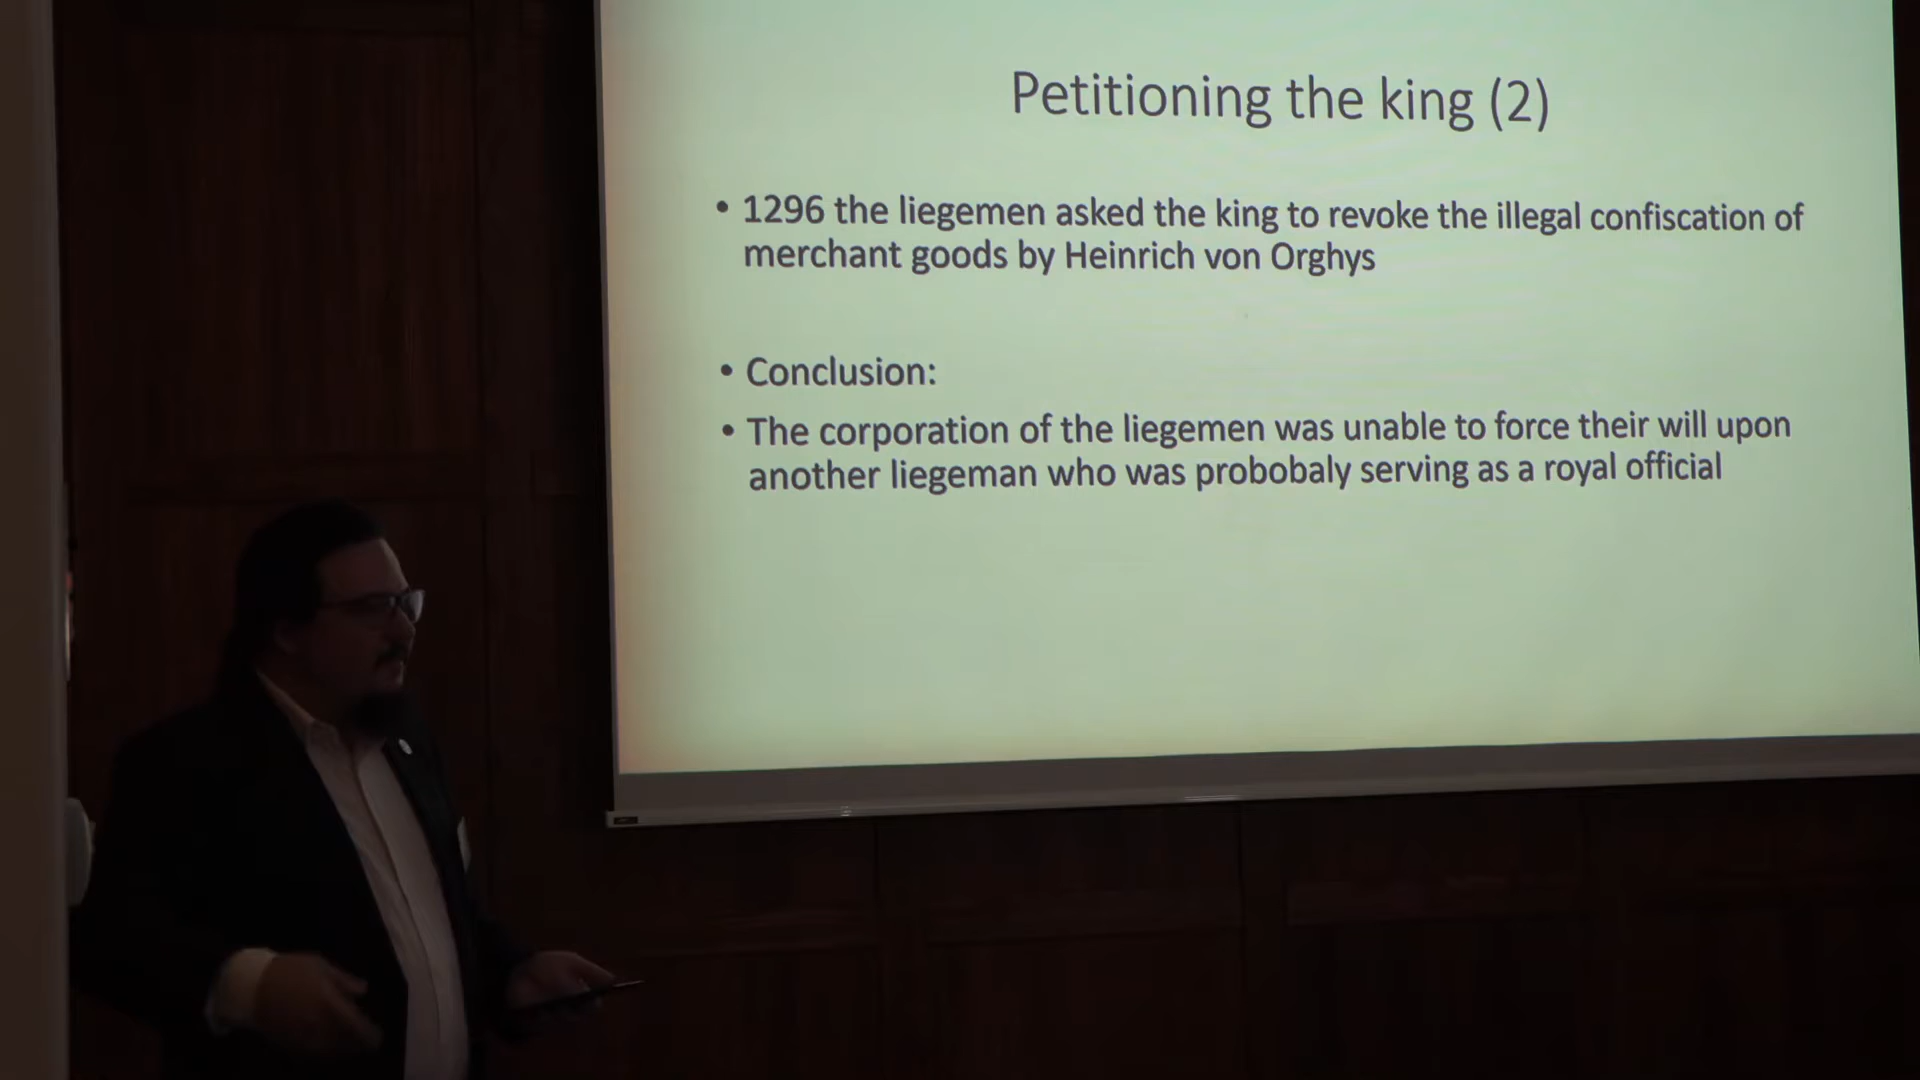 Petitioning the king (2)
• 1296 the liegemen asked the king to revoke the illegal confiscation of
merchant goods by Heinrich von Orghys
• Conclusion:
• The corporation of the liegemen was unable to force their will upon
another liegeman who was probobaly serving as a royal official